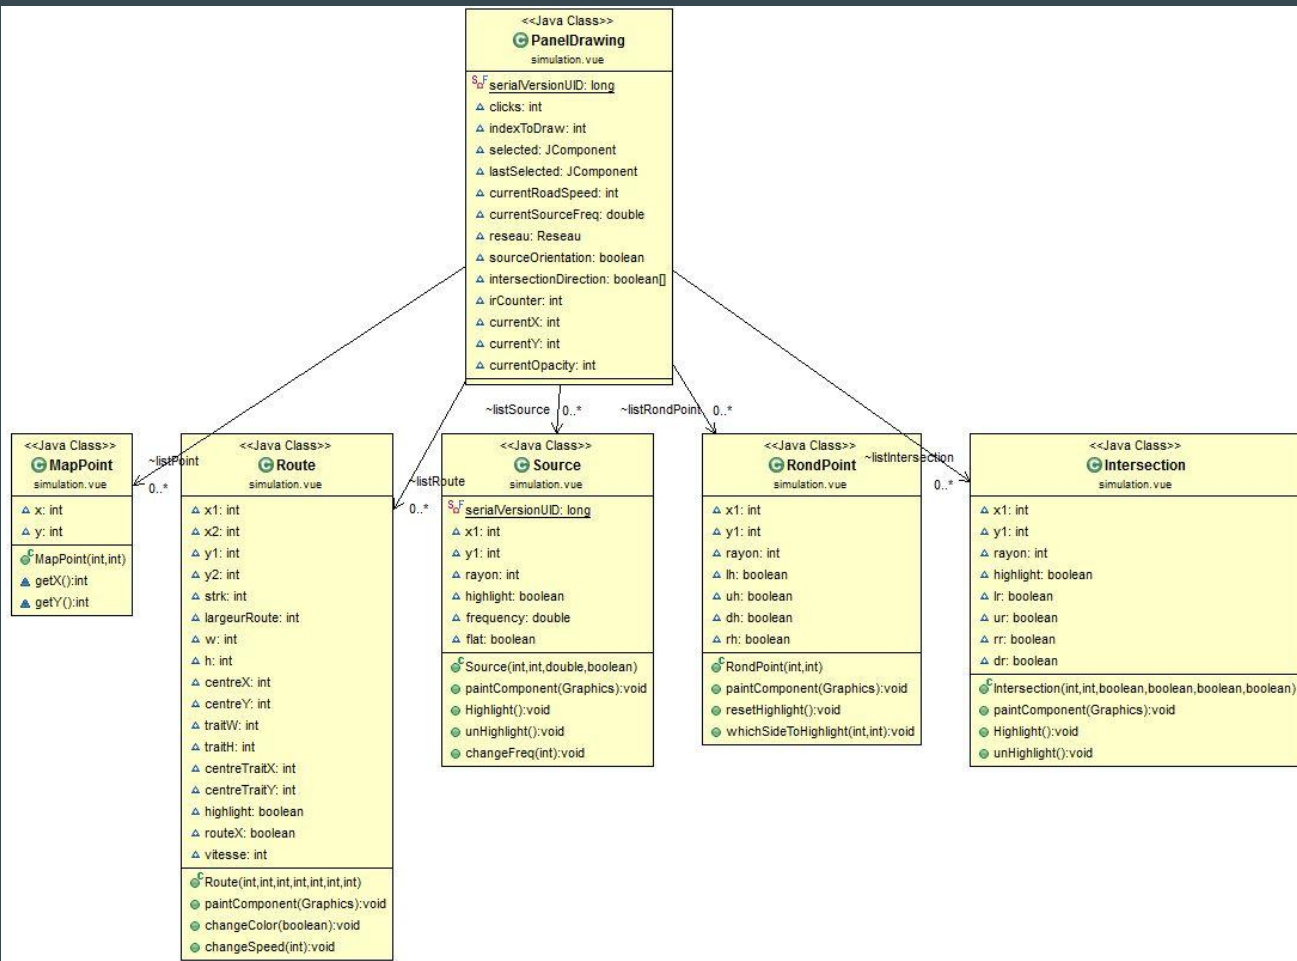 <<Java Class>>
PanelDrawing
simulation.vue
serialVersionUID: long
clicks: int
indexToDraw: int
selected: JComponent
lastSelected: JComponent
currentRoadSpeed: int
currentSourceFreq: double
reseau: Reseau
sourceOrientation: boolean
intersectionDirection: boolean[]
irCounter: int
currentX: int
currentY: int
currentOpacity: int
~listPoint
0..*
~listRoute
0..*
~listSource
0..*
~listRondPoint
0..*
~listIntersection
0..*
<<Java Class>>
MapPoint
simulation.vue
x: int
y: int
MapPoint(int,int)
getX():int
getY():int
<<Java Class>>
Route
simulation.vue
x1: int
x2: int
y1: int
y2: int
strk: int
largeurRoute: int
w: int
h: int
centreX: int
centreY: int
traitW: int
traitH: int
centreTraitX: int
centreTraitY: int
highlight: boolean
routeX: boolean
vitesse: int
Route(int,int,int,int,int,int,int)
paintComponent(Graphics):void
changeColor(boolean):void
changeSpeed(int):void
<<Java Class>>
Source
simulation.vue
serialVersionUID: long
x1: int
y1: int
rayon: int
highlight: boolean
frequency: double
flat: boolean
Source(int,int,double,boolean)
paintComponent(Graphics):void
Highlight():void
unHighlight():void
changeFreq(int):void
<<Java Class>>
RondPoint
simulation.vue
x1: int
y1: int
rayon: int
lh: boolean
uh: boolean
dh: boolean
rh: boolean
RondPoint(int,int)
paintComponent(Graphics):void
resetHighlight():void
whichSideToHighlight(int,int):void
<<Java Class>>
Intersection
simulation.vue
x1: int
y1: int
rayon: int
highlight: boolean
lr: boolean
ur: boolean
rr: boolean
dr: boolean
Intersection(int,int,boolean,boolean,boolean,boolean)
paintComponent(Graphics):void
Highlight():void
unHighlight():void